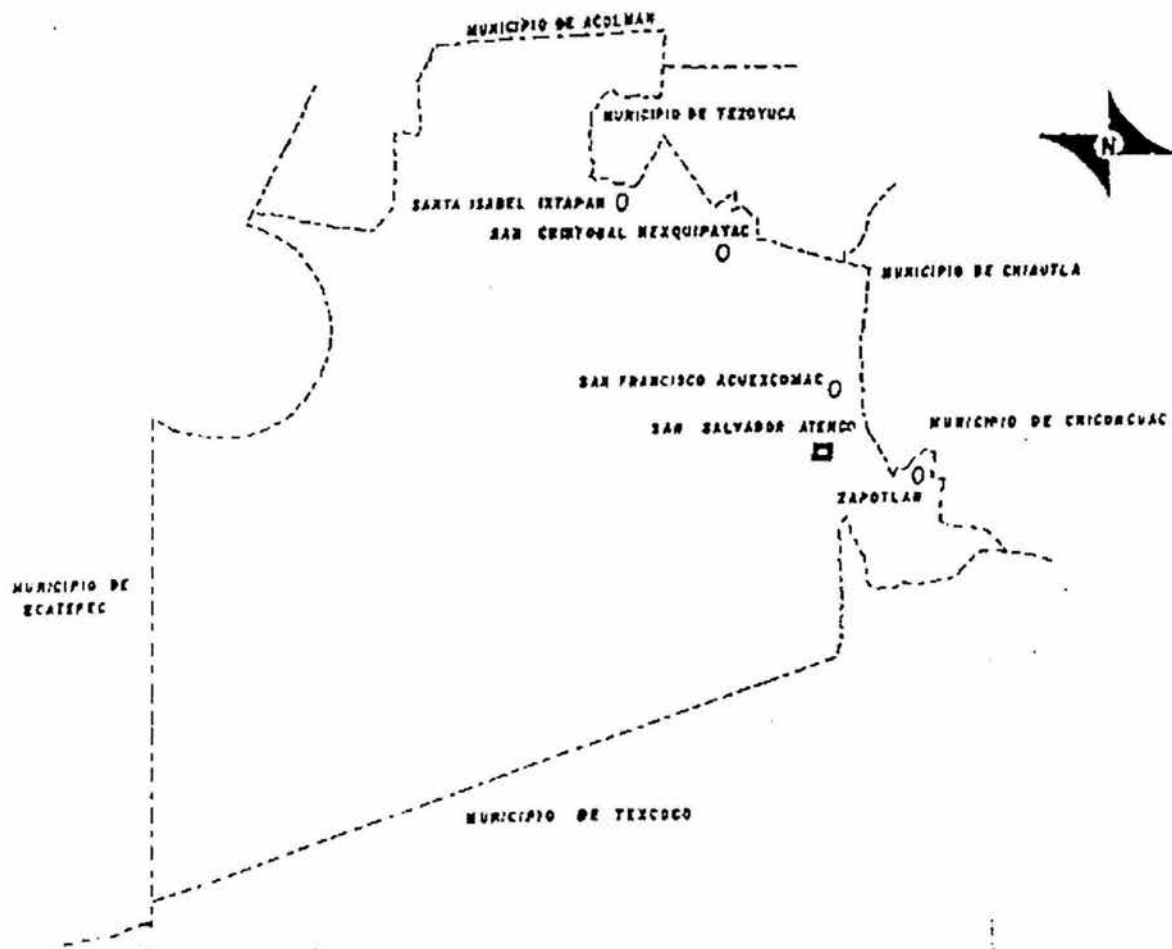 MUNICIPIO DE ACOLMAN
MUNICIPIO DE TEZOYUCA
N
SANTA ISABEL IXTAPAN
SAN CRISTOBAL NEXQUIPAYAC
MUNICIPIO DE CHIAUTLA
SAN FRANCISCO ACUEXCOMAC
SAN SALVADOR ATENCO
MUNICIPIO DE CHICONCUAC
ZAPOTLAN
MUNICIPIO DE
ECATEPEC
MUNICIPIO DE TEXCOCO